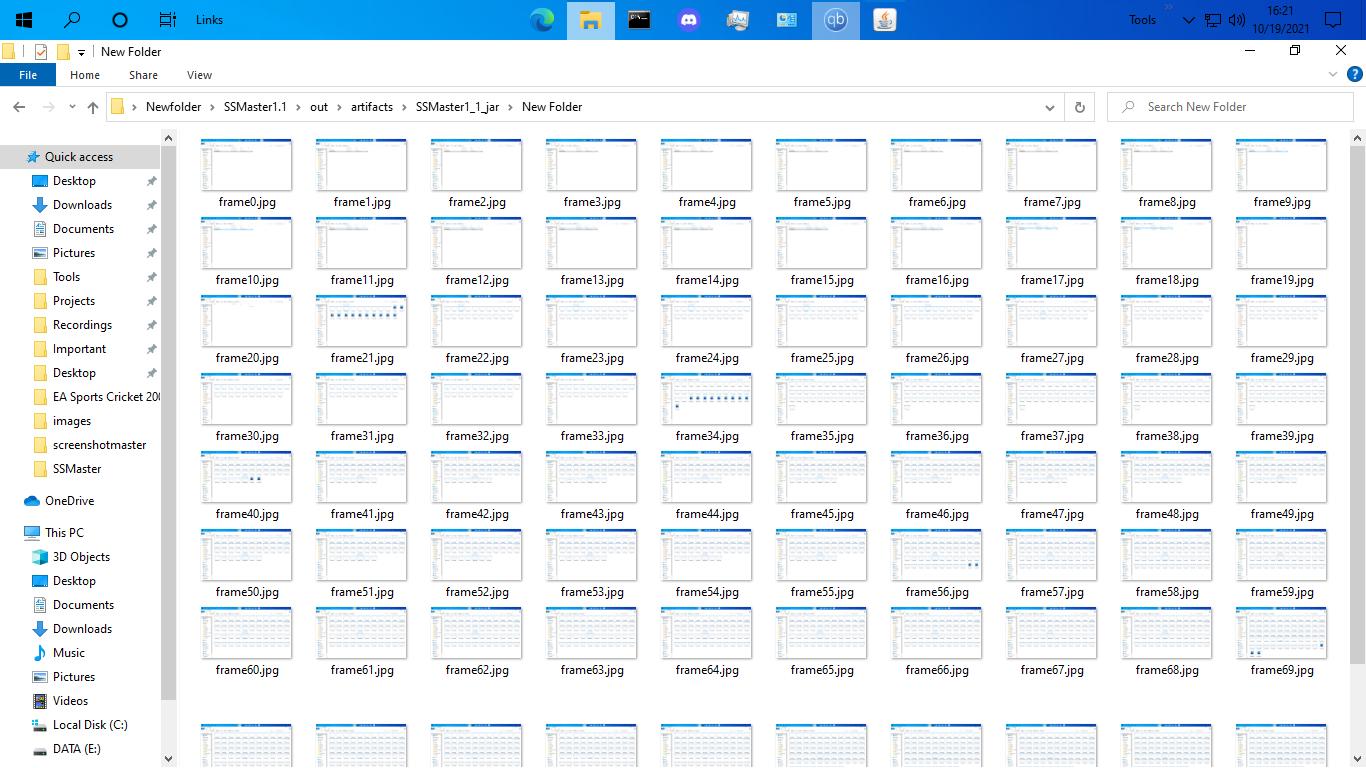 Links
Tools
16:21
10/19/2021
New Folder
File Home Share View
Newfolder SSMaster1.1 out artifacts SSMaster1_1_jar New Folder
Search New Folder
Quick access
Desktop
Downloads
Documents
Pictures
Tools
Projects
Recordings
Important
Desktop
EA Sports Cricket 200
images
screenshotmaster
SSMaster
OneDrive
This PC
3D Objects
Desktop
Documents
Downloads
Music
Pictures
Videos
Local Disk (C:)
DATA (E:)
frame0.jpg frame1.jpg frame2.jpg frame3.jpg frame4.jpg frame5.jpg frame6.jpg frame7.jpg frame8.jpg frame9.jpg
frame10.jpg frame11.jpg frame12.jpg frame13.jpg frame14.jpg frame15.jpg frame16.jpg frame17.jpg frame18.jpg frame19.jpg
frame20.jpg frame21.jpg frame22.jpg frame23.jpg frame24.jpg frame25.jpg frame26.jpg frame27.jpg frame28.jpg frame29.jpg
frame30.jpg frame31.jpg frame32.jpg frame33.jpg frame34.jpg frame35.jpg frame36.jpg frame37.jpg frame38.jpg frame39.jpg
frame40.jpg frame41.jpg frame42.jpg frame43.jpg frame44.jpg frame45.jpg frame46.jpg frame47.jpg frame48.jpg frame49.jpg
frame50.jpg frame51.jpg frame52.jpg frame53.jpg frame54.jpg frame55.jpg frame56.jpg frame57.jpg frame58.jpg frame59.jpg
frame60.jpg frame61.jpg frame62.jpg frame63.jpg frame64.jpg frame65.jpg frame66.jpg frame67.jpg frame68.jpg frame69.jpg